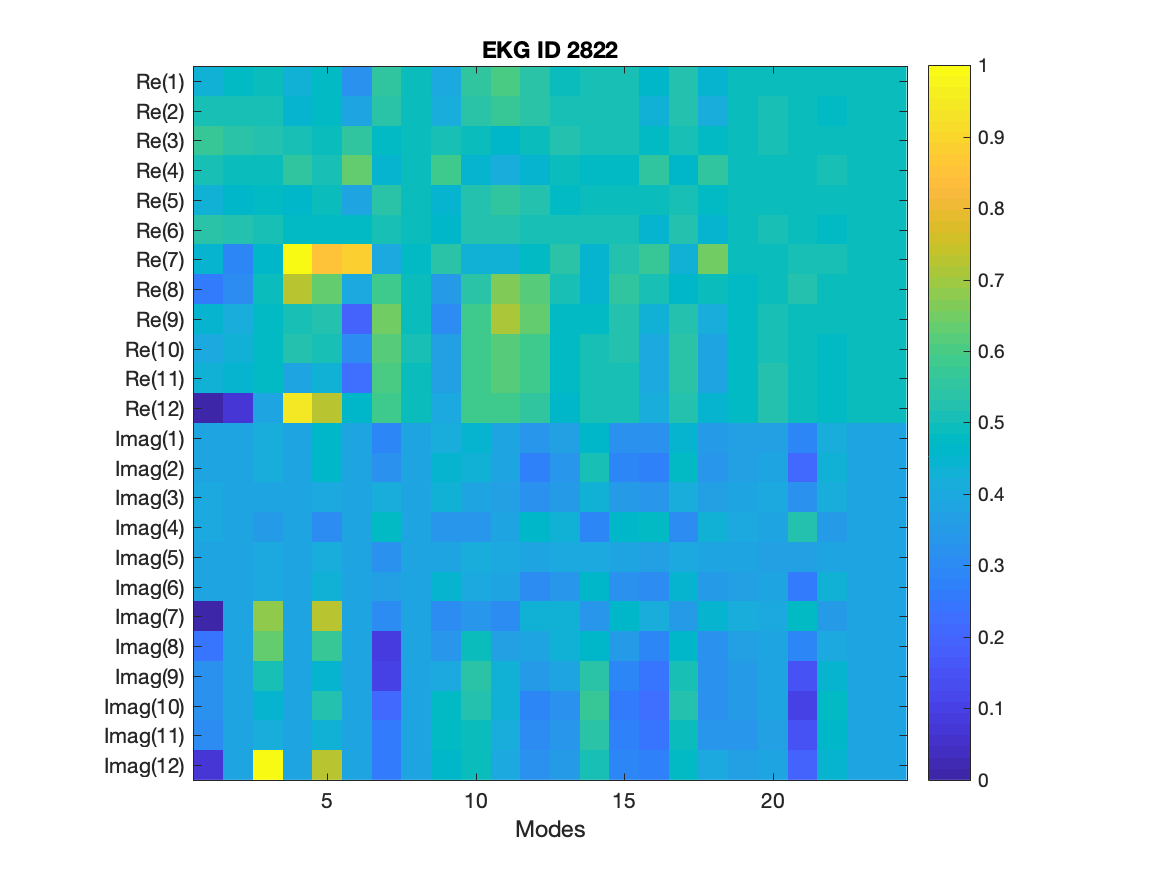 EKG ID 2822
Re(1)
Re(2)
Re(3)
Re(4)
Re(5)
Re(6)
Re(7)
Re(8)
Re(9)
Re(10)
Re(11)
Re(12)
Imag(1)
Imag(2)
Imag(3)
Imag(4)
Imag(5)
Imag(6)
Imag(7)
Imag(8)
Imag(9)
Imag(10)
Imag(11)
Imag(12)
5 10 15 20
Modes
1
0.9
0.8
0.7
0.6
0.5
0.4
0.3
0.2
0.1
0